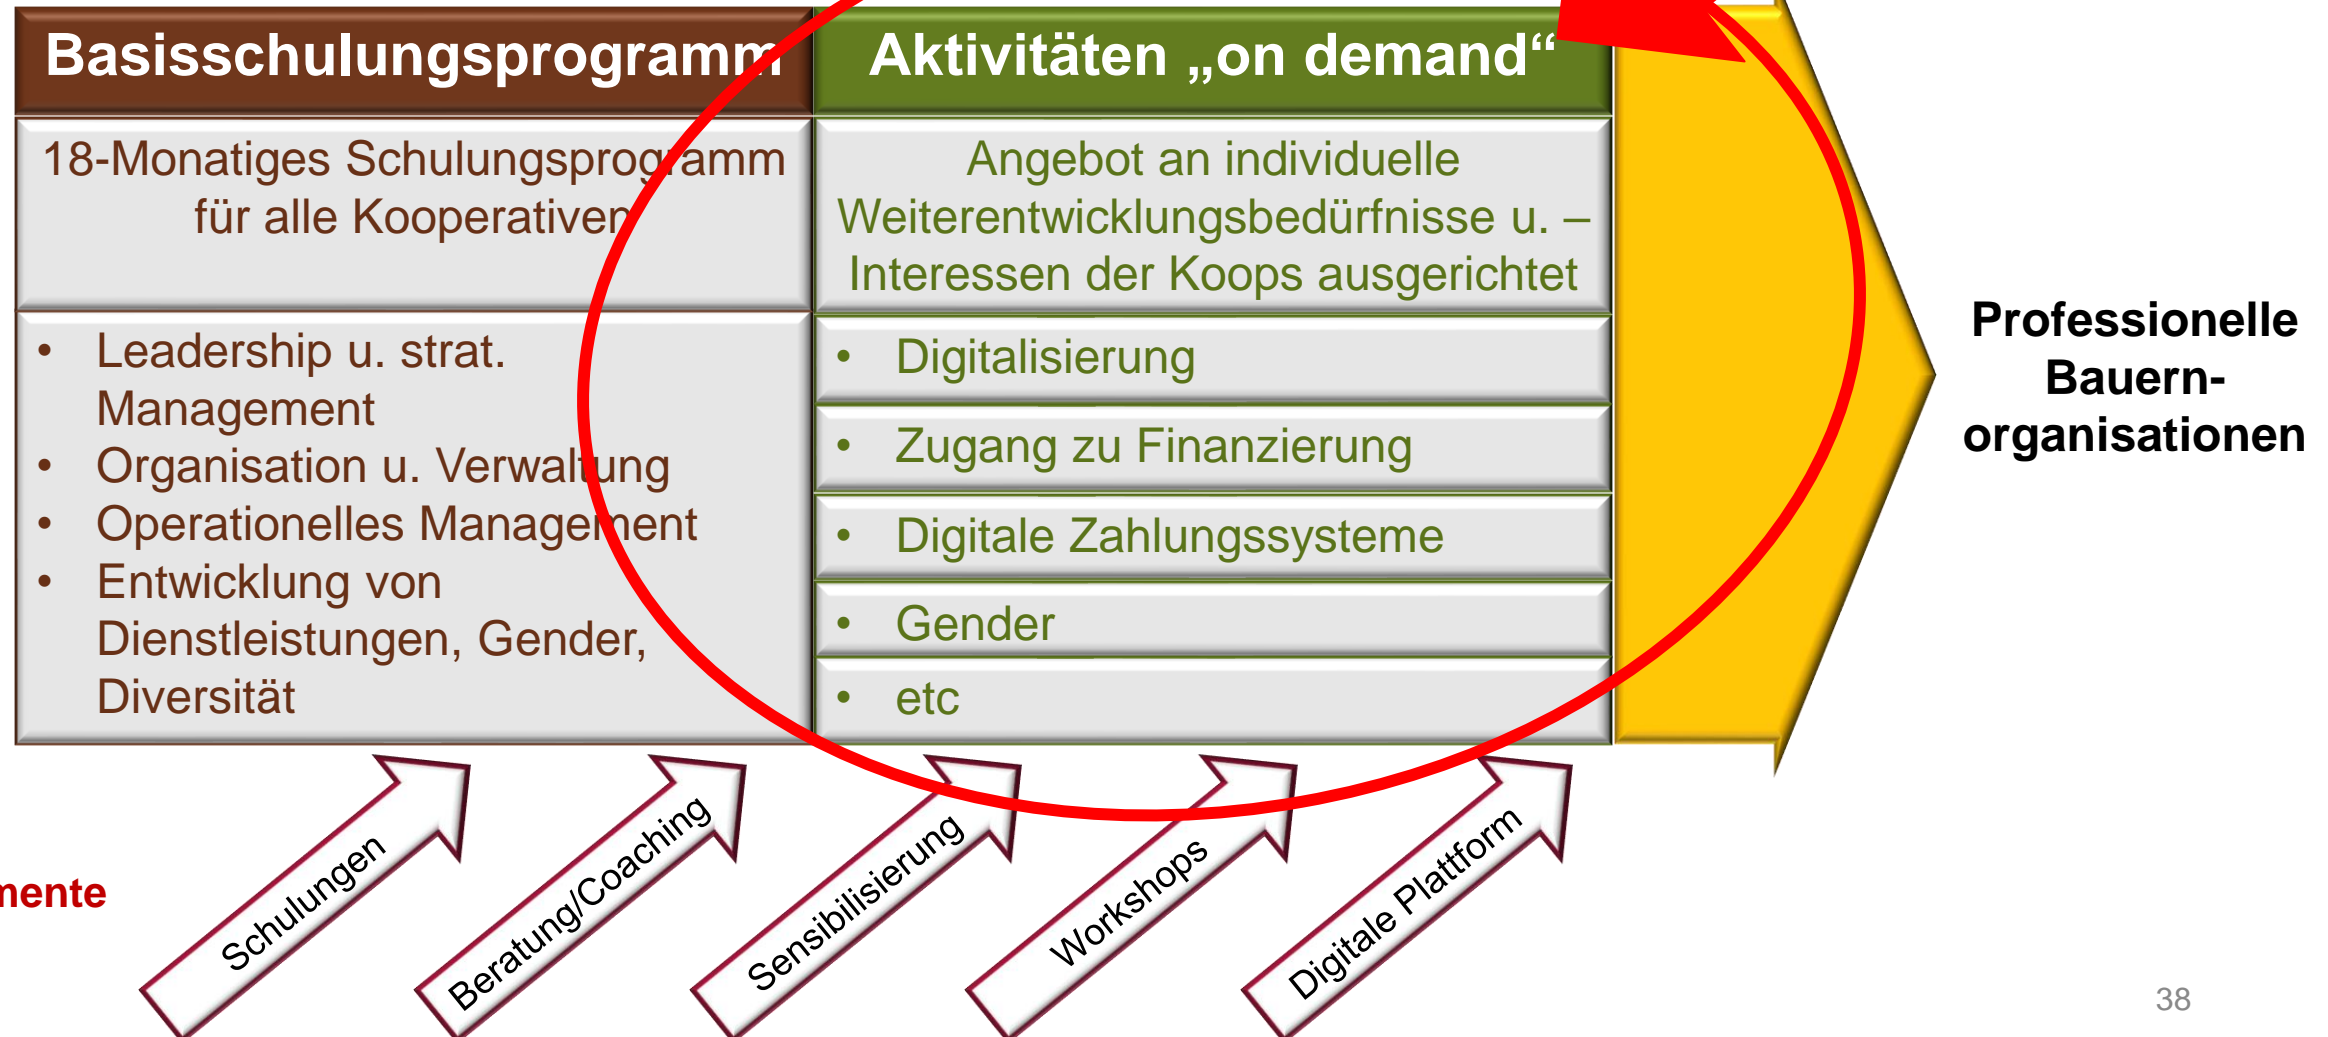 Basisschulungsprogramm
18-Monatiges Schulungsprogramm
für alle Kooperativen
• Leadership u. strat.
Management
• Organisation u. Verwaltung
• Operationelles Management
• Entwicklung von
Dienstleistungen, Gender,
Diversität
Aktivitäten „on demand“
Angebot an individuelle
Weiterentwicklungsbedürfnisse u. –
Interessen der Koops ausgerichtet
• Digitalisierung
• Zugang zu Finanzierung
• Digitale Zahlungssysteme
• Gender
• etc
Professionelle
Bauern-
organisationen
Schulungen
Beratung/Coaching
Sensibilisierung
Workshops
Digitale Plattform
38